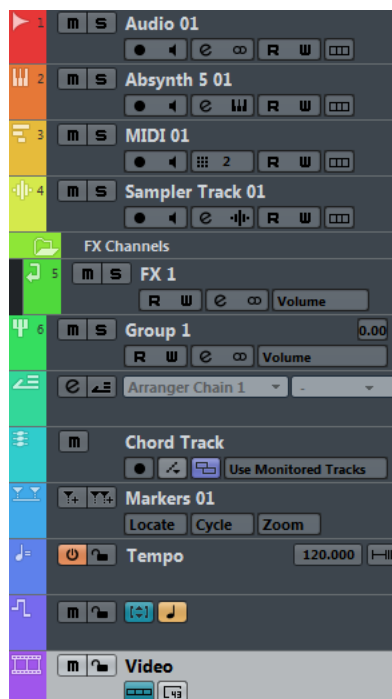 1 m S Audio 01
e R W
2 m S Absynth 5 01
e R W
3 m S MIDI 01
2 R W
4 m S Sampler Track 01
e R W
FX Channels
5 m S FX 1
R W e Volume
6 m S Group 1 0.00
R W e Volume
e Arranger Chain 1 -
m Chord Track
Use Monitored Tracks
Markers 01
Locate Cycle Zoom
Tempo 120.000
m
m Video
43